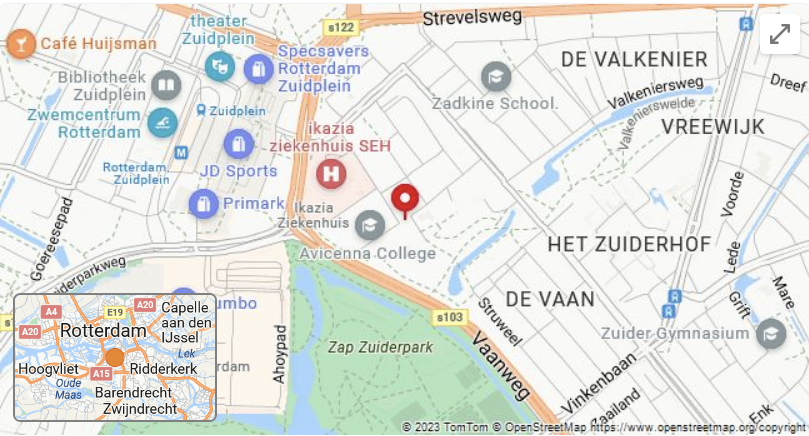 Strevelsweg
s122
theater
Zuidplein
Café Huijsman
Specsavers
Rotterdam
Zuidplein
DE VALKENIER
Bibliotheek
Zuidplein
Zadkine School.
Valkeniersweg
Valkeniersweide
Dreef
Zwemcentrum
Rotterdam
Zuidplein
M
VREEWIJK
ikazia
ziekenhuis SEH
H
Rotterdam,
Zuidplein
JD Sports
Primark
Ikazia
Ziekenhuis
Avicenna College
Goereesepad
Voorde
Lede
HET ZUIDERHOF
uiderparkweg
umbo
DE VAAN
Mare
Grift
s103
Struweel
Zuider Gymnasium
Vaanweg
Zap Zuiderpark
Ahoypad
rdam
Vinkenbaan
Zaailand
Enk
A4
E19
A20
A20
Capelle
aan den
IJssel
Rotterdam
Lek
Hoogvliet
A15
Ridderkerk
Oude
Maas
Barendrecht
Zwijndrecht
© 2023 TomTom © OpenStreetMap https://www.openstreetmap.org/copyright